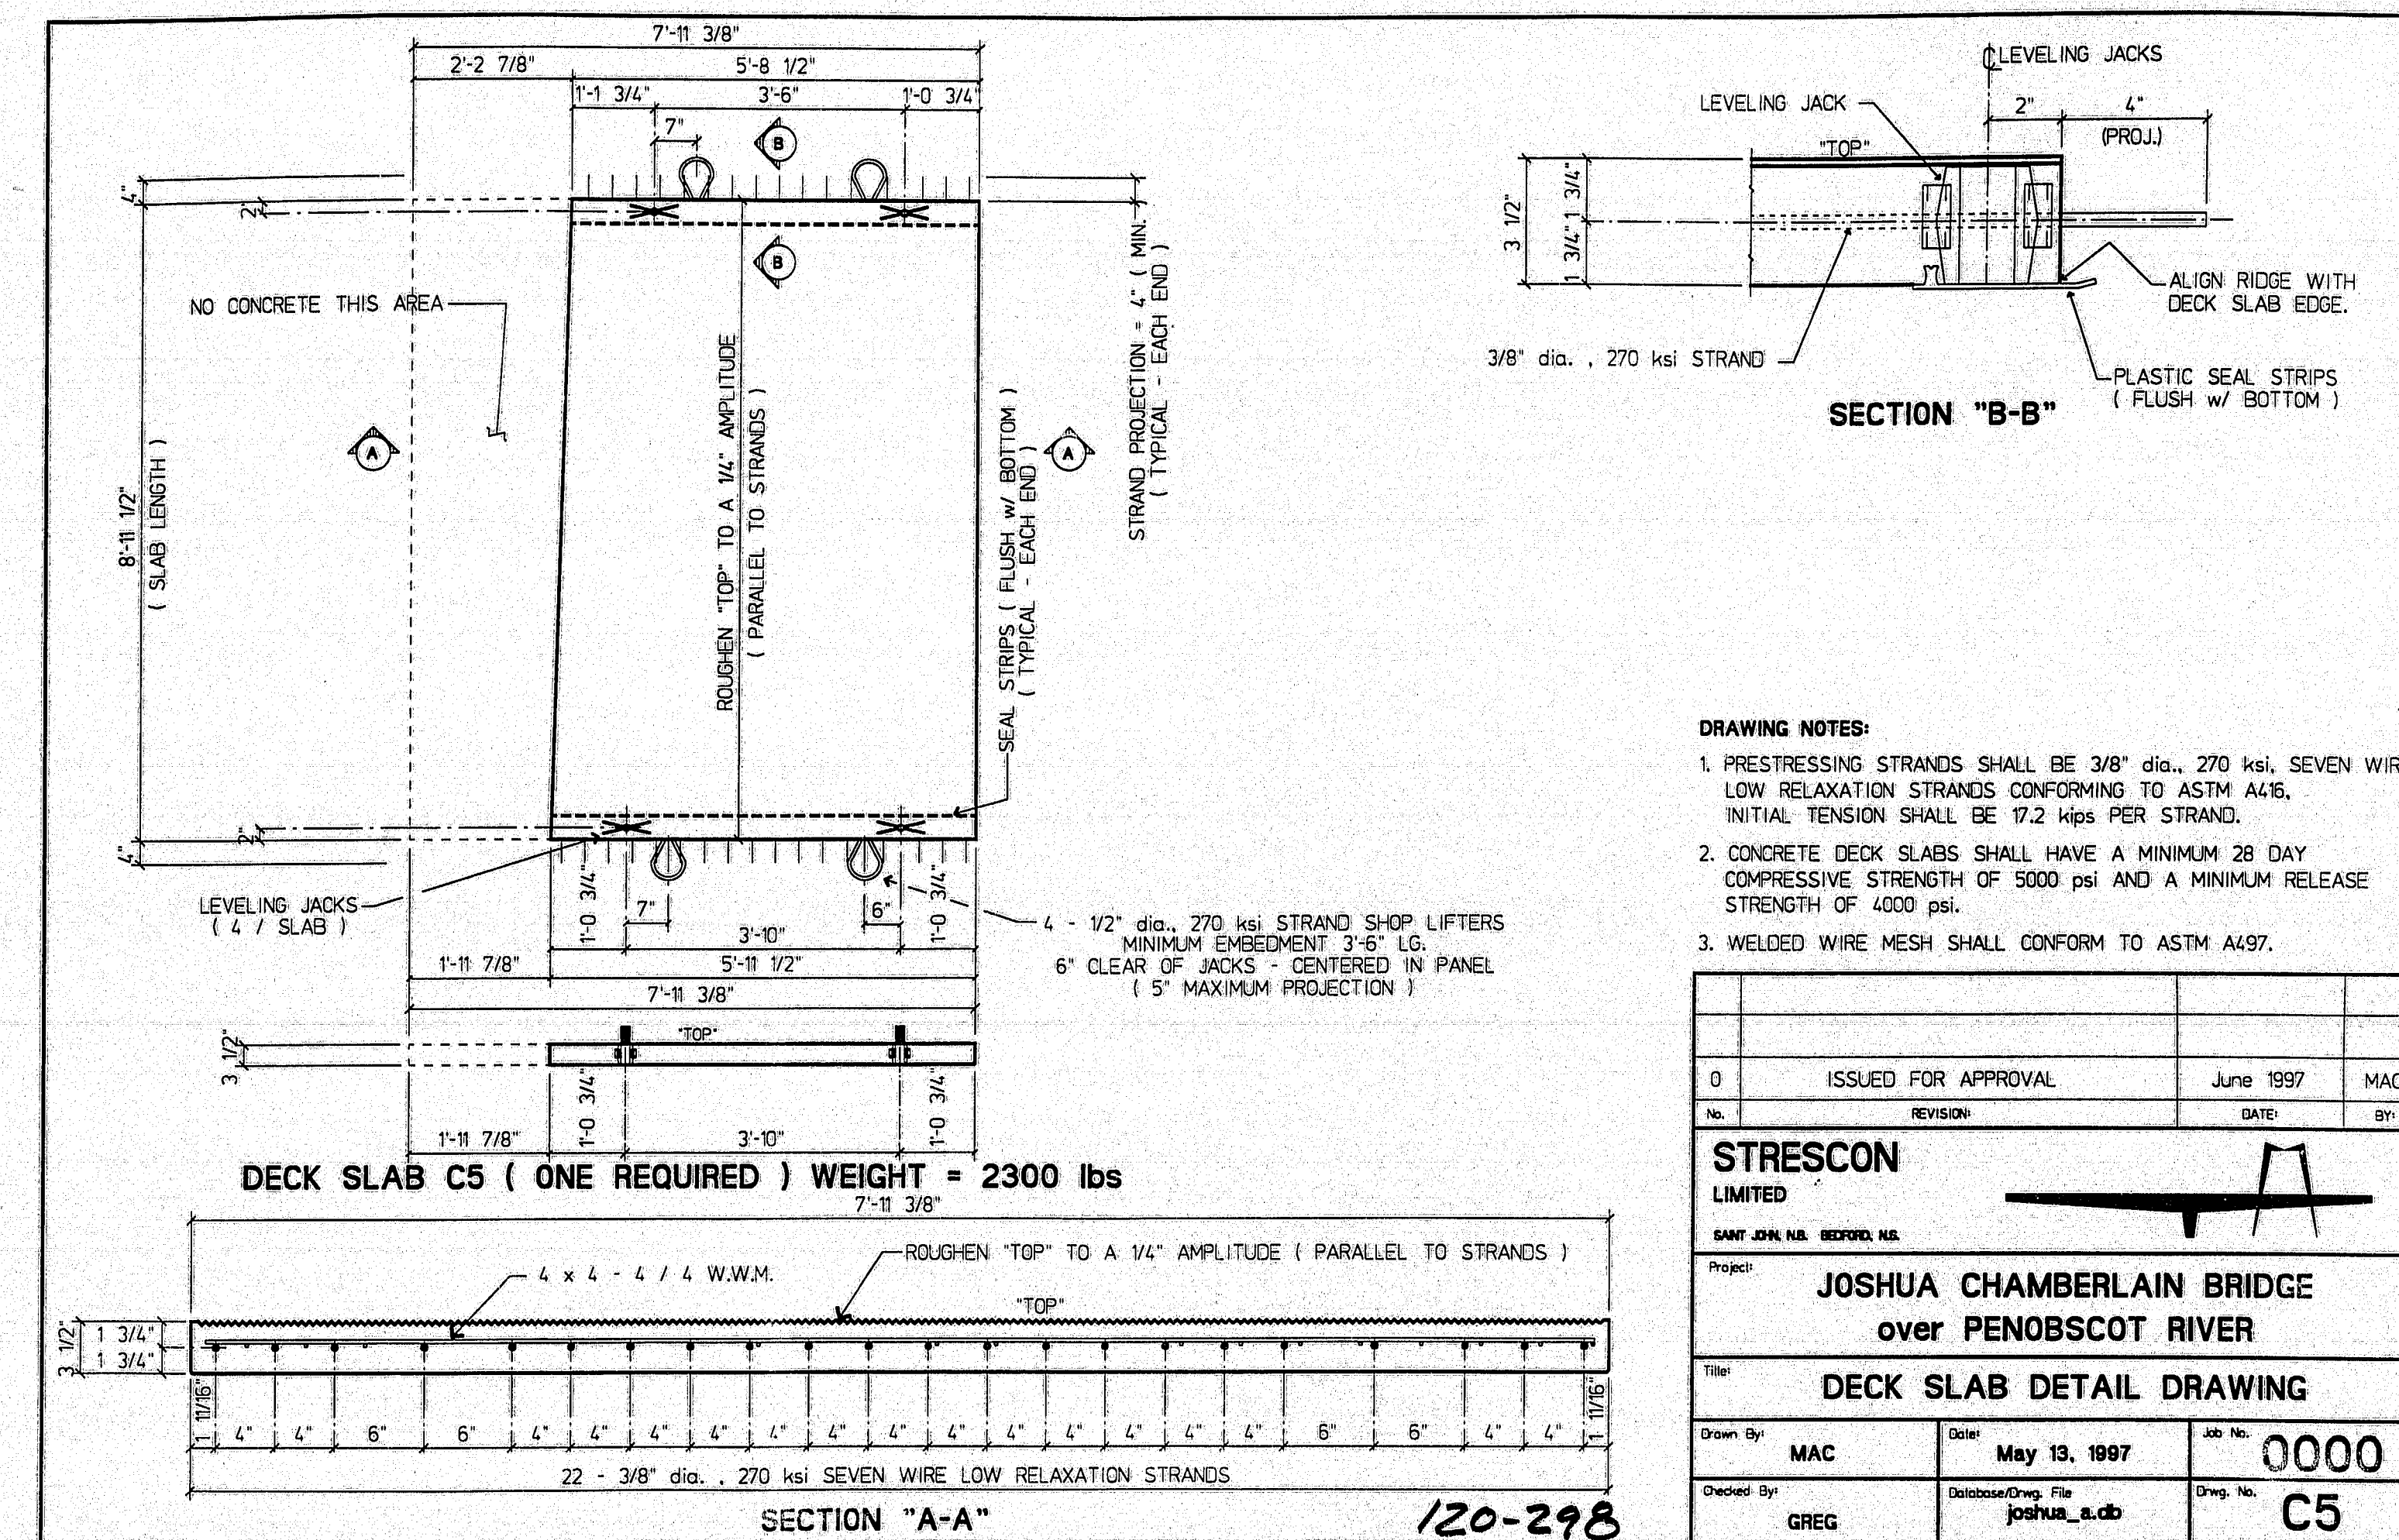 7'-11 3/8"
2'-2 7/8"
5'-8 1/2"
1'-1 3/4"
3'-6"
1'-0 3/4"
7"
B
4"
2"
B
NO CONCRETE THIS AREA
A
A
8'-11 1/2"
( SLAB LENGTH )
ROUGHEN "TOP" TO A 1/4" AMPLITUDE
( PARALLEL TO STRANDS )
SEAL STRIPS ( FLUSH w/ BOTTOM )
( TYPICAL - EACH END )
STRAND PROJECTION = 4" ( MIN. )
( TYPICAL - EACH END )
2"
4"
LEVELING JACKS
( 4 / SLAB )
1'-0 3/4"
7"
6"
1'-0 3/4"
3'-10"
1'-11 7/8"
5'-11 1/2"
7'-11 3/8"
4 - 1/2" dia., 270 ksi STRAND SHOP LIFTERS
MINIMUM EMBEDMENT 3'-6" LG.
6" CLEAR OF JACKS - CENTERED IN PANEL
( 5" MAXIMUM PROJECTION )
3 1/2"
"TOP"
1'-0 3/4"
1'-0 3/4"
1'-11 7/8"
3'-10"
DECK SLAB C5 ( ONE REQUIRED ) WEIGHT = 2300 lbs
7'-11 3/8"
ROUGHEN "TOP" TO A 1/4" AMPLITUDE ( PARALLEL TO STRANDS )
4 x 4 - 4 / 4 W.W.M.
"TOP"
3 1/2"
1 3/4"
1 3/4"
1 11/16" 4" 4" 6" 6" 4" 4" 4" 4" 4" 4" 4" 4" 4" 4" 4" 4" 4" 6" 6" 4" 4" 1 11/16"
22 - 3/8" dia. , 270 ksi SEVEN WIRE LOW RELAXATION STRANDS
SECTION "A-A"
120-298
℄ LEVELING JACKS
LEVELING JACK
2"
4"
(PROJ.)
"TOP"
3 1/2"
1 3/4"
1 3/4"
ALIGN RIDGE WITH
DECK SLAB EDGE.
3/8" dia. , 270 ksi STRAND
PLASTIC SEAL STRIPS
( FLUSH w/ BOTTOM )
SECTION "B-B"
DRAWING NOTES:
1. PRESTRESSING STRANDS SHALL BE 3/8" dia., 270 ksi, SEVEN WIR
LOW RELAXATION STRANDS CONFORMING TO ASTM A416,
INITIAL TENSION SHALL BE 17.2 kips PER STRAND.
2. CONCRETE DECK SLABS SHALL HAVE A MINIMUM 28 DAY
COMPRESSIVE STRENGTH OF 5000 psi AND A MINIMUM RELEASE
STRENGTH OF 4000 psi.
3. WELDED WIRE MESH SHALL CONFORM TO ASTM A497.
0 ISSUED FOR APPROVAL June 1997 MAC
No. REVISION: DATE: BY:
STRESCON
LIMITED
SAINT JOHN, N.B. BEDFORD, N.S.
Project:
JOSHUA CHAMBERLAIN BRIDGE
over PENOBSCOT RIVER
Title:
DECK SLAB DETAIL DRAWING
Drawn By:
MAC
Date:
May 13, 1997
Job No.
0000
Checked By:
GREG
Database/Drwg. File
joshua_a.db
Drwg. No.
C5